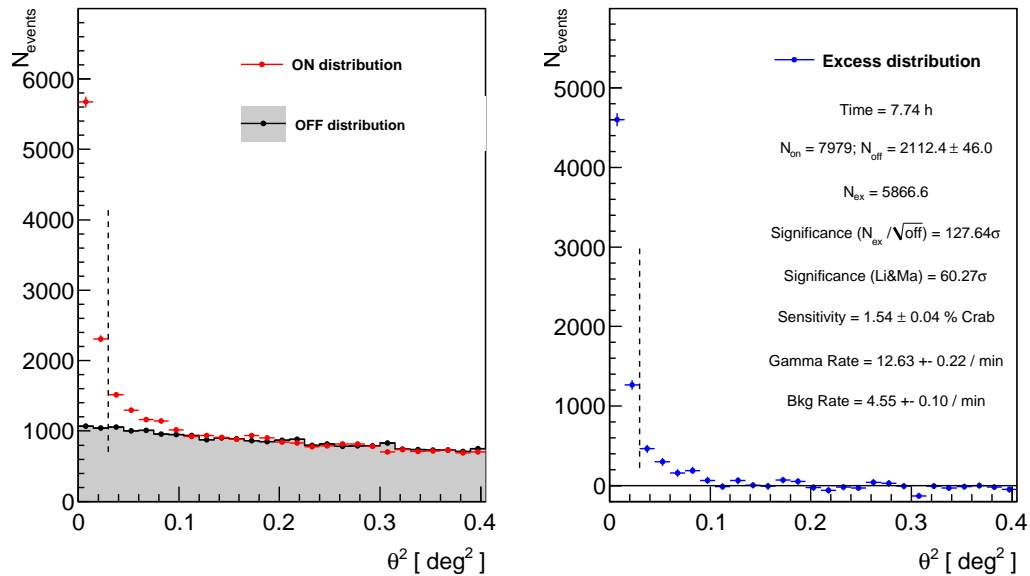 N_events
6000
5000
4000
3000
2000
1000
0
0 0.1 0.2 0.3 0.4
θ² [ deg² ]
ON distribution
OFF distribution
N_events
5000
4000
3000
2000
1000
0
0 0.1 0.2 0.3 0.4
θ² [ deg² ]
Excess distribution
Time = 7.74 h
N_on = 7979; N_off = 2112.4 ± 46.0
N_ex = 5866.6
Significance (N_ex /√off) = 127.64σ
Significance (Li&Ma) = 60.27σ
Sensitivity = 1.54 ± 0.04 % Crab
Gamma Rate = 12.63 +- 0.22 / min
Bkg Rate = 4.55 +- 0.10 / min